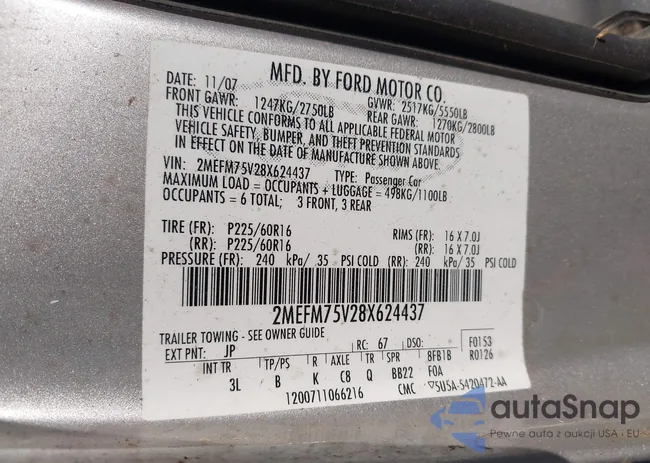 MFD. BY FORD MOTOR CO.
DATE: 11/07 GVWR: 2517KG/5550LB
FRONT GAWR: 1247KG/2750LB REAR GAWR: 1270KG/2800LB
THIS VEHICLE CONFORMS TO ALL APPLICABLE FEDERAL MOTOR
VEHICLE SAFETY, BUMPER, AND THEFT PREVENTION STANDARDS
IN EFFECT ON THE DATE OF MANUFACTURE SHOWN ABOVE.
VIN: 2MEFM75V28X624437 TYPE: Passenger Car
MAXIMUM LOAD = OCCUPANTS + LUGGAGE = 498KG/1100LB
OCCUPANTS = 6 TOTAL; 3 FRONT, 3 REAR
TIRE (FR): P225/60R16 RIMS (FR): 16 X 7.0J
(RR): P225/60R16 (RR): 16 X 7.0J
PRESSURE (FR): 240 kPa/ 35 PSI COLD (RR): 240 kPa/ 35 PSI COLD
2MEFM75V28X624437
TRAILER TOWING - SEE OWNER GUIDE
EXT PNT: JP RC: 67 DSO: F0153
INT TR TP/PS R AXLE TR SPR 8FB1B R0126
3L B K C8 Q BB22 FOA
1200711066216 CMC 5U5A-5420472-AA
autaSnap
Pewne auta z aukcji USA i EU